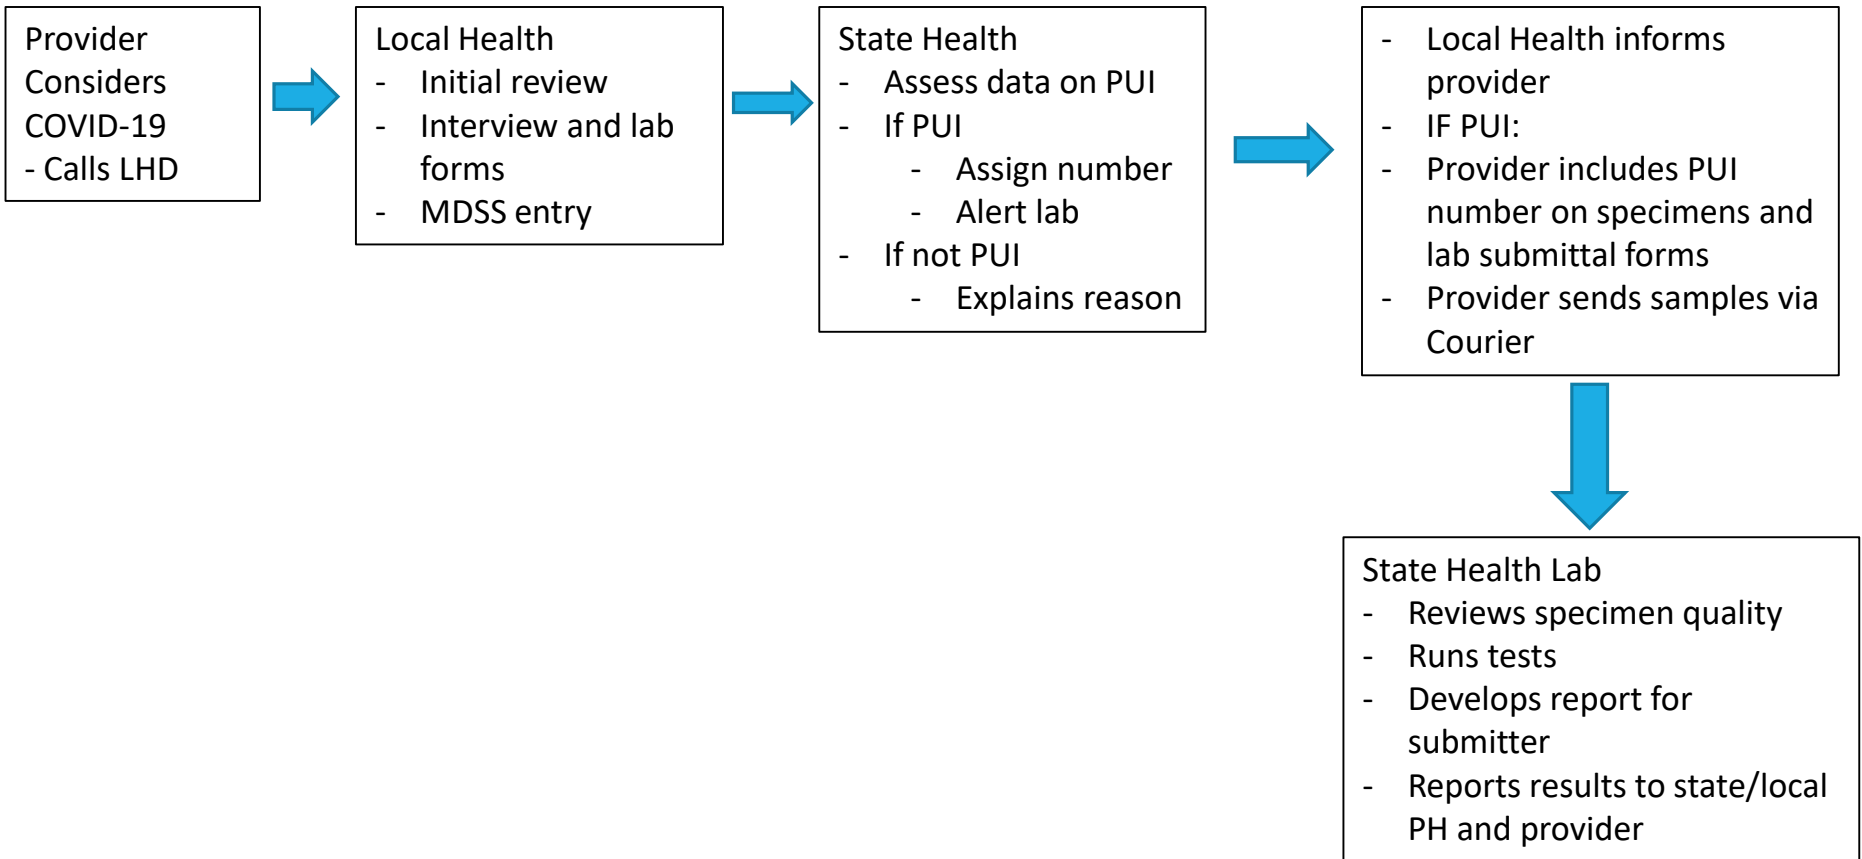 Provider
Considers
COVID-19
- Calls LHD
Local Health
- Initial review
- Interview and lab
forms
- MDSS entry
State Health
- Assess data on PUI
- If PUI
- Assign number
- Alert lab
- If not PUI
- Explains reason
- Local Health informs
provider
- IF PUI:
- Provider includes PUI
number on specimens and
lab submittal forms
- Provider sends samples via
Courier
State Health Lab
- Reviews specimen quality
- Runs tests
- Develops report for
submitter
- Reports results to state/local
PH and provider